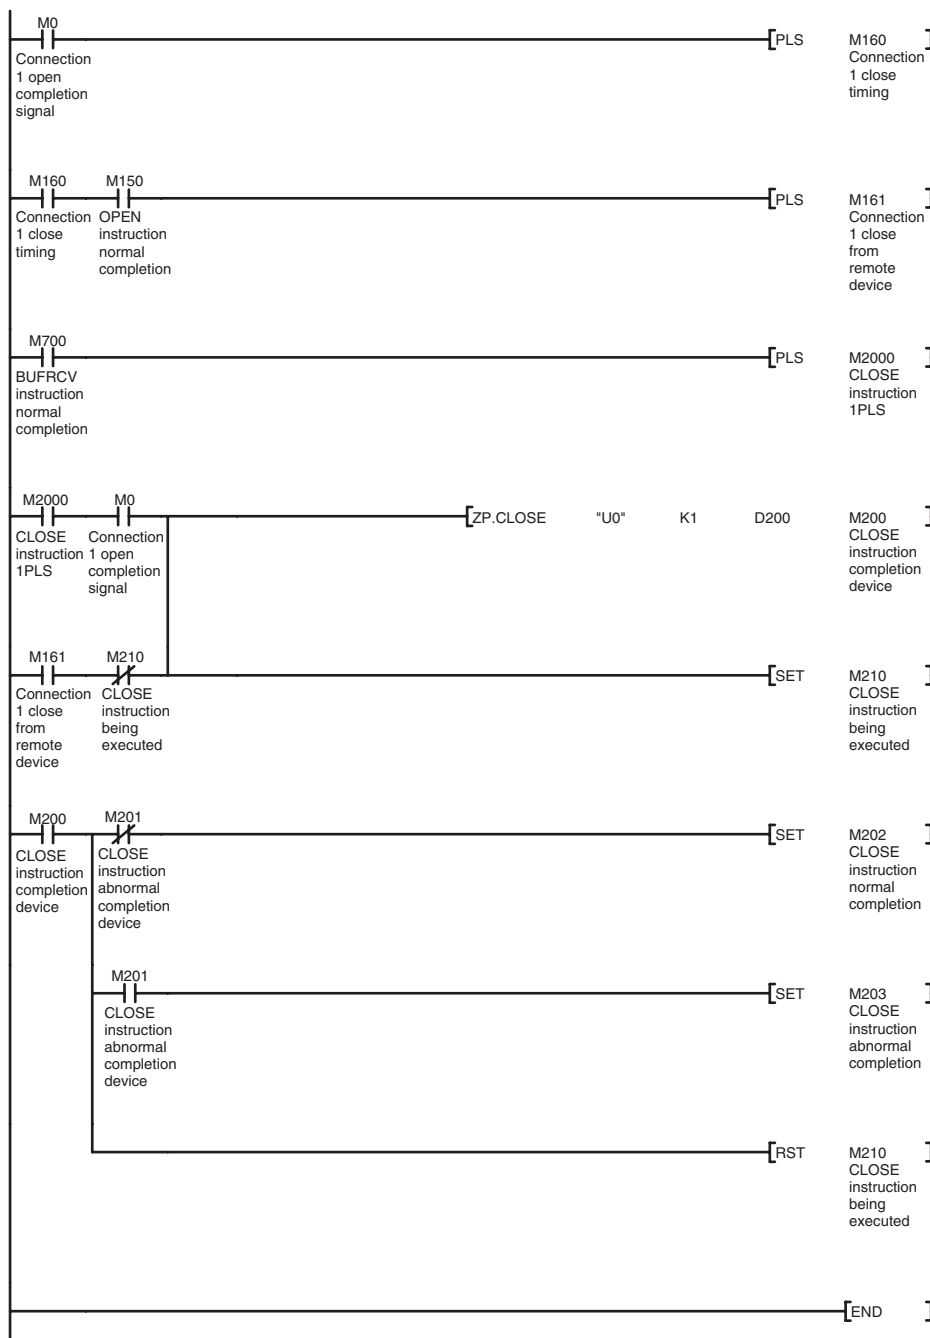 M0
PLS M160
Connection
1 open
completion
signal
Connection
1 close
timing
M160 M150
PLS M161
Connection
1 close
timing
OPEN
instruction
normal
completion
Connection
1 close
from
remote
device
M700
PLS M2000
BUFRCV
instruction
normal
completion
CLOSE
instruction
1PLS
M2000 M0
ZP.CLOSE "U0" K1 D200 M200
CLOSE
instruction
1PLS
Connection
1 open
completion
signal
CLOSE
instruction
completion
device
M161 M210
SET M210
Connection
1 close
from
remote
device
CLOSE
instruction
being
executed
CLOSE
instruction
being
executed
M200 M201
SET M202
CLOSE
instruction
completion
device
CLOSE
instruction
abnormal
completion
device
CLOSE
instruction
normal
completion
M201
SET M203
CLOSE
instruction
abnormal
completion
device
CLOSE
instruction
abnormal
completion
RST M210
CLOSE
instruction
being
executed
END